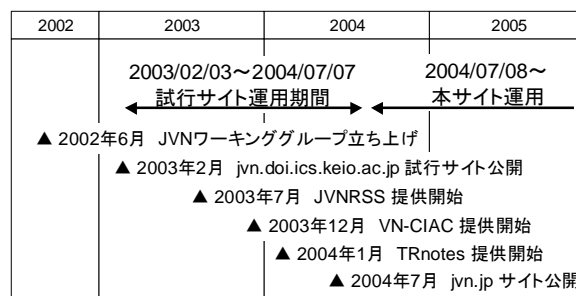 2002 2003 2004 2005
2003/02/03～2004/07/07 2004/07/08～
試行サイト運用期間 本サイト運用
▲ 2002年6月 JVNワーキンググループ立ち上げ
▲ 2003年2月 jvn.doi.ics.keio.ac.jp 試行サイト公開
▲ 2003年7月 JVNRSS 提供開始
▲ 2003年12月 VN-CIAC 提供開始
▲ 2004年1月 TRnotes 提供開始
▲ 2004年7月 jvn.jp サイト公開